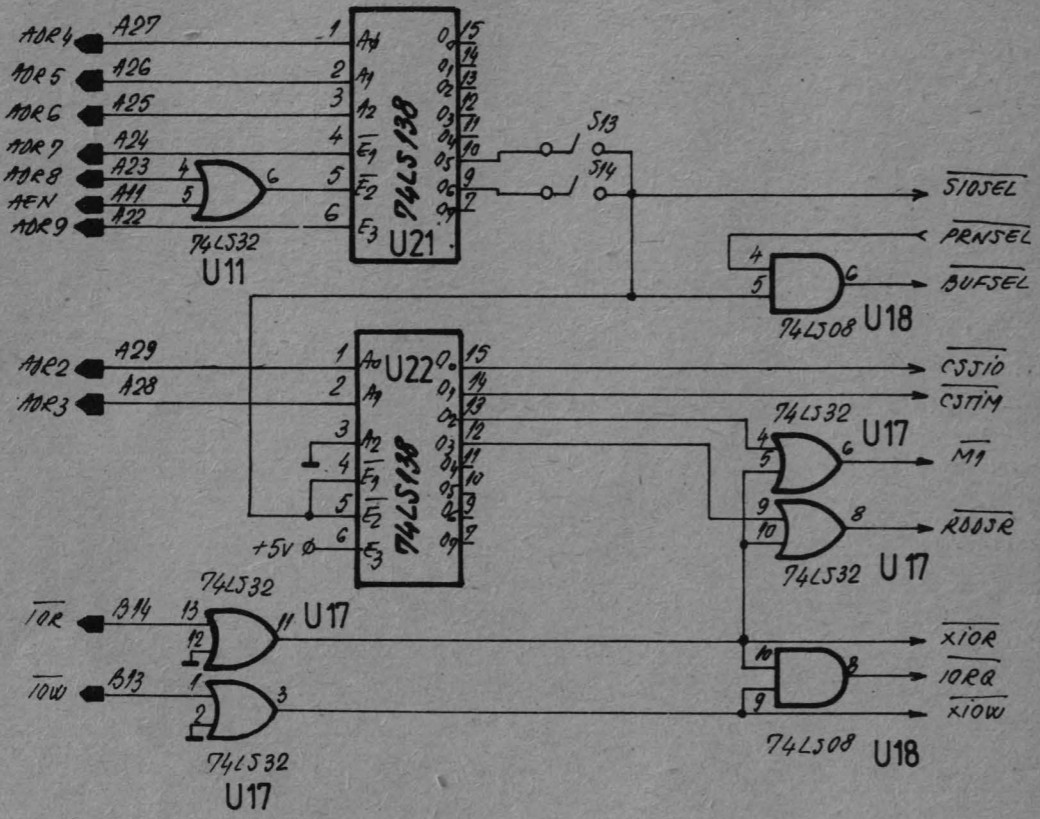 ADR4 A27 1 Aφ O₀ 15
O₁ 14
ADR5 A26 2 A1 O₂ 13
ADR6 A25 3 A2 O₃ 12
O₄ 11
ADR7 A24 4 E1 O₅ 10 S13
ADR8 A23 4 6 5 E2 O₆ 9 S14
AEN A11 5 O₇ 7
ADR9 A22 6 E3
74LS138
U21
74LS32
U11
SIOSEL
PRNSEL
4 6 BUFSEL
5
74LS08 U18
ADR2 A29 1 A0 U22 O₀ 15 CSSIO
O₁ 14 CSTIM
ADR3 A28 2 A1 O₂ 13
O₃ 12
3 A2 O₄ 11
4 E1 O₅ 10
5 E2 O₆ 9
+5V φ 6 E3 O₇ 7
74LS138
74LS32 U17
4 6 M1
5
9 8 RDDSR
10
74LS32 U17
74LS32 U17
IOR B14 13 11 XIOR
12
10 8 IORQ
IOW B13 1 3 9 XIOW
2
74LS32
U17
74LS08 U18